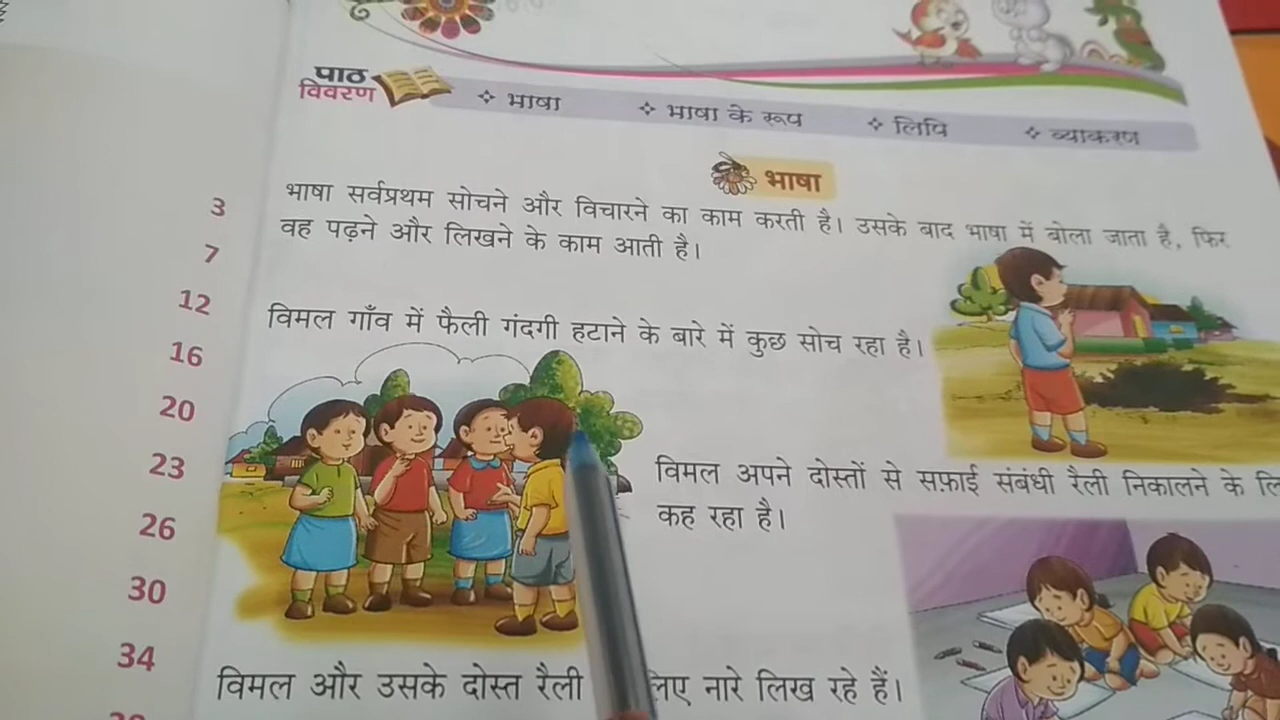 पाठ
विवरण
❖ भाषा ❖ भाषा के रूप ❖ लिपि ❖ व्याकरण
भाषा
भाषा सर्वप्रथम सोचने और विचारने का काम करती है। उसके बाद भाषा में बोला जाता है, फिर
वह पढ़ने और लिखने के काम आती है।
विमल गाँव में फैली गंदगी हटाने के बारे में कुछ सोच रहा है।
विमल अपने दोस्तों से सफ़ाई संबंधी रैली निकालने के
कह रहा है।
विमल और उसके दोस्त रैली नारे लिख रहे हैं।
3
7
12
16
20
23
26
30
34